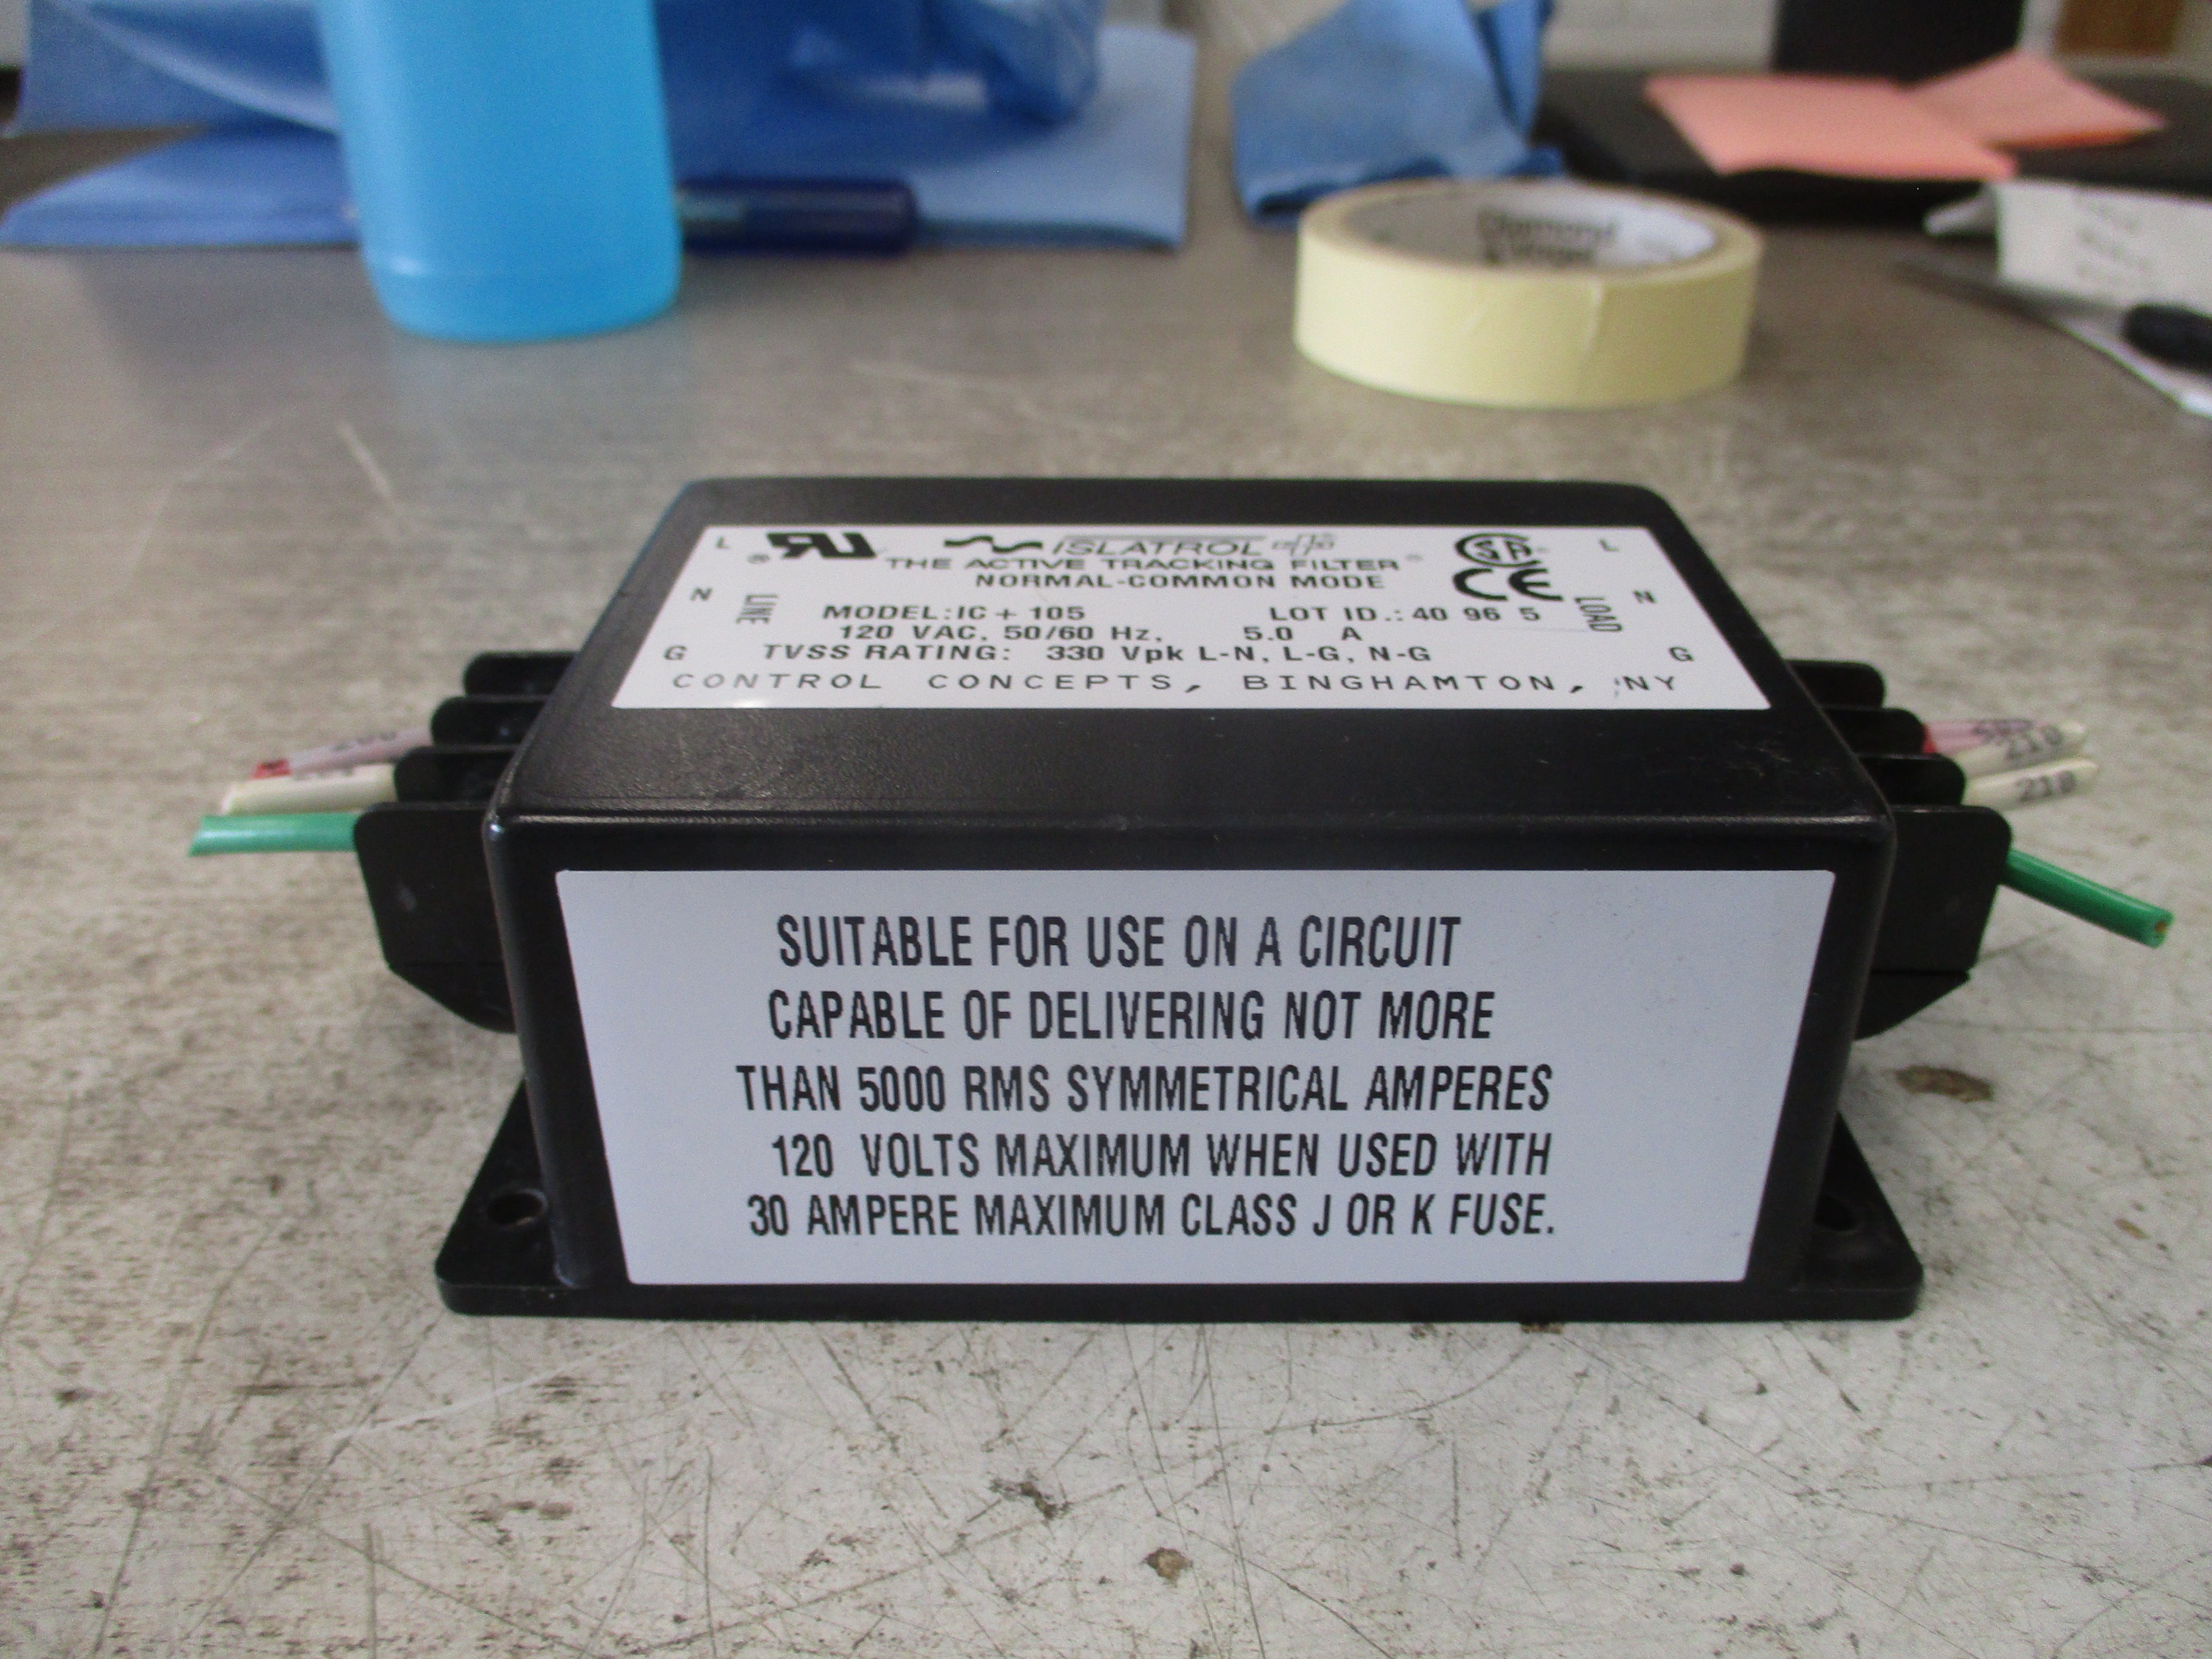 L
N
G
LINE
ISLATROL
THE ACTIVE TRACKING FILTER®
NORMAL-COMMON MODE
MODEL: IC + 105 LOT ID.: 40 96 5
120 VAC, 50/60 Hz, 5.0 A
TVSS RATING: 330 Vpk L-N, L-G, N-G
CONTROL CONCEPTS, BINGHAMTON, NY
CE
LOAD
L
N
G
210
210
SUITABLE FOR USE ON A CIRCUIT
CAPABLE OF DELIVERING NOT MORE
THAN 5000 RMS SYMMETRICAL AMPERES
120 VOLTS MAXIMUM WHEN USED WITH
30 AMPERE MAXIMUM CLASS J OR K FUSE.